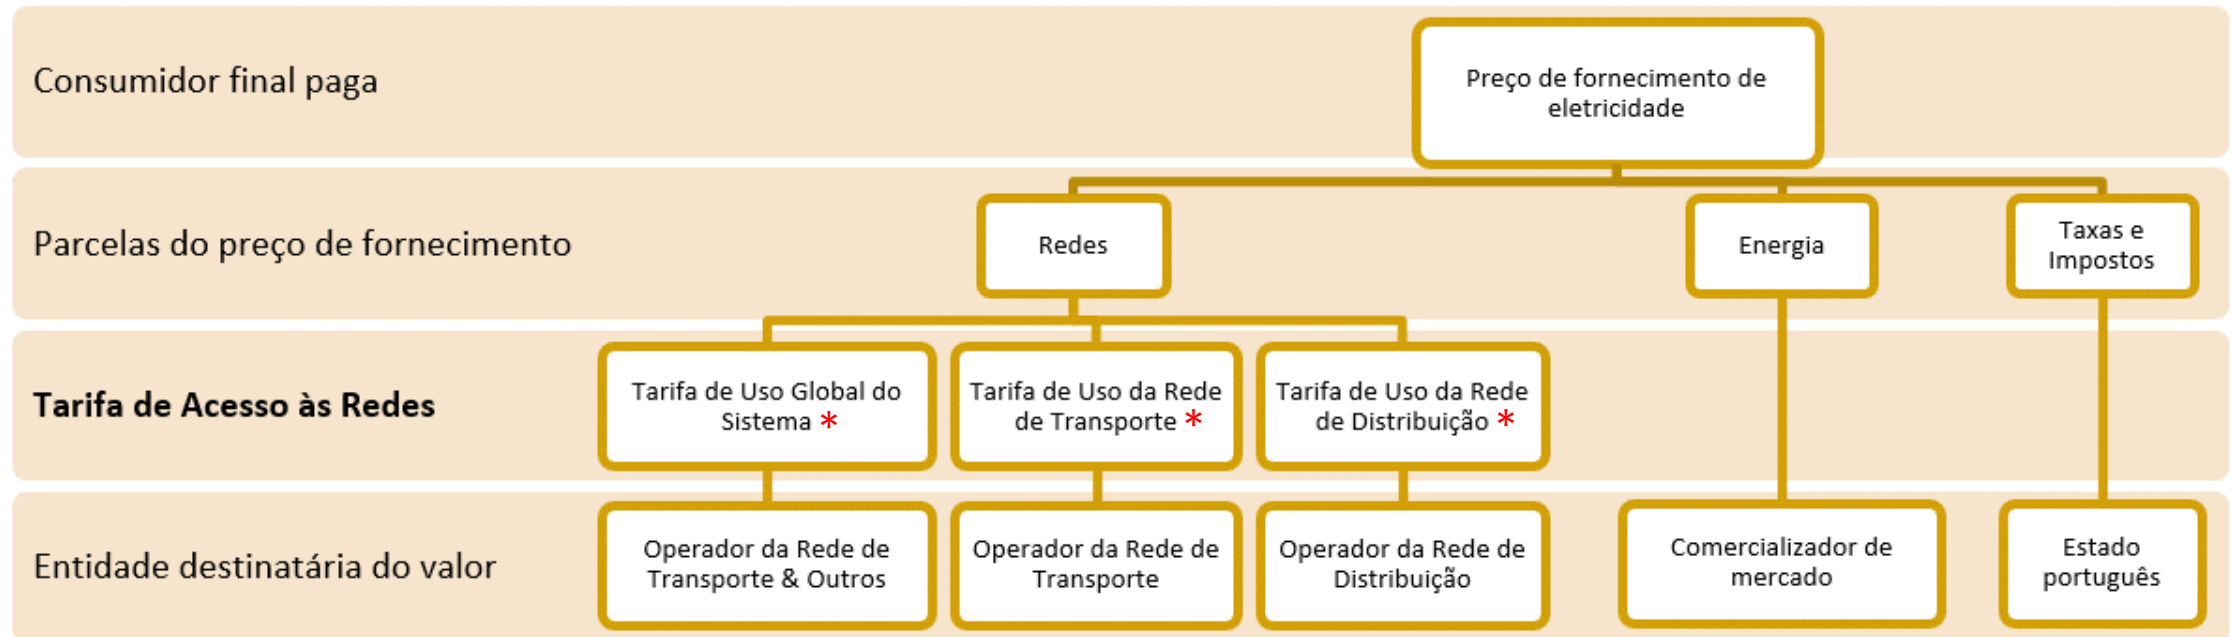 Consumidor final paga
Preço de fornecimento de
eletricidade
Parcelas do preço de fornecimento
Redes
Energia
Taxas e
Impostos
Tarifa de Acesso às Redes
Tarifa de Uso Global do
Sistema *
Tarifa de Uso da Rede
de Transporte *
Tarifa de Uso da Rede
de Distribuição *
Entidade destinatária do valor
Operador da Rede de
Transporte & Outros
Operador da Rede de
Transporte
Operador da Rede de
Distribuição
Comercializador de
mercado
Estado
português